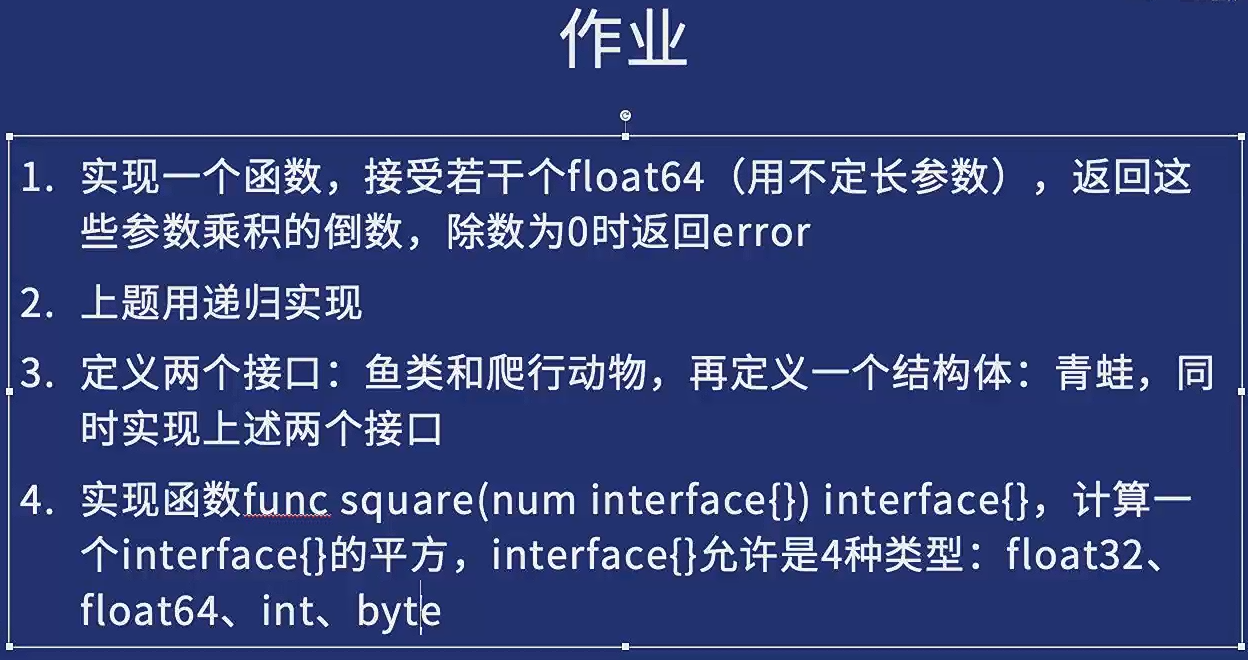 作业
1. 实现一个函数，接受若干个float64（用不定长参数），返回这
些参数乘积的倒数，除数为0时返回error
2. 上题用递归实现
3. 定义两个接口：鱼类和爬行动物，再定义一个结构体：青蛙，同
时实现上述两个接口
4. 实现函数func square(num interface{}) interface{}，计算一
个interface{}的平方，interface{}允许是4种类型：float32、
float64、int、byte